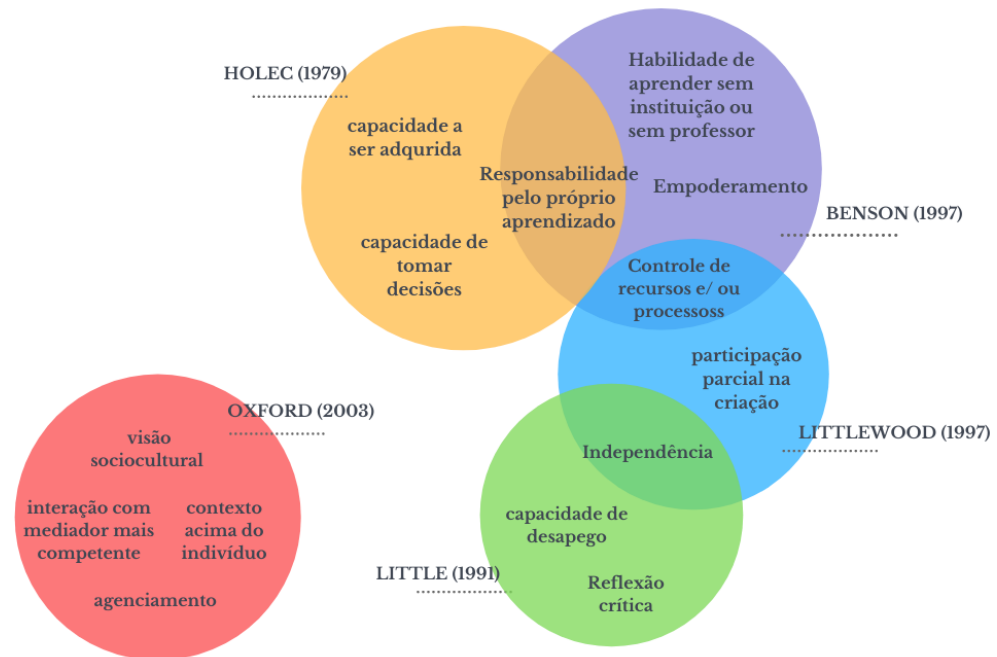 HOLEC (1979)
capacidade a
ser adqurida
capacidade de
tomar
decisões
Responsabilidade
pelo próprio
aprendizado
Habilidade de
aprender sem
instituição ou
sem professor
Empoderamento
BENSON (1997)
Controle de
recursos e/ ou
processoss
participação
parcial na
criação
LITTLEWOOD (1997)
Independência
capacidade de
desapego
LITTLE (1991)
Reflexão
crítica
OXFORD (2003)
visão
sociocultural
interação com
mediador mais
competente
contexto
acima do
indivíduo
agenciamento